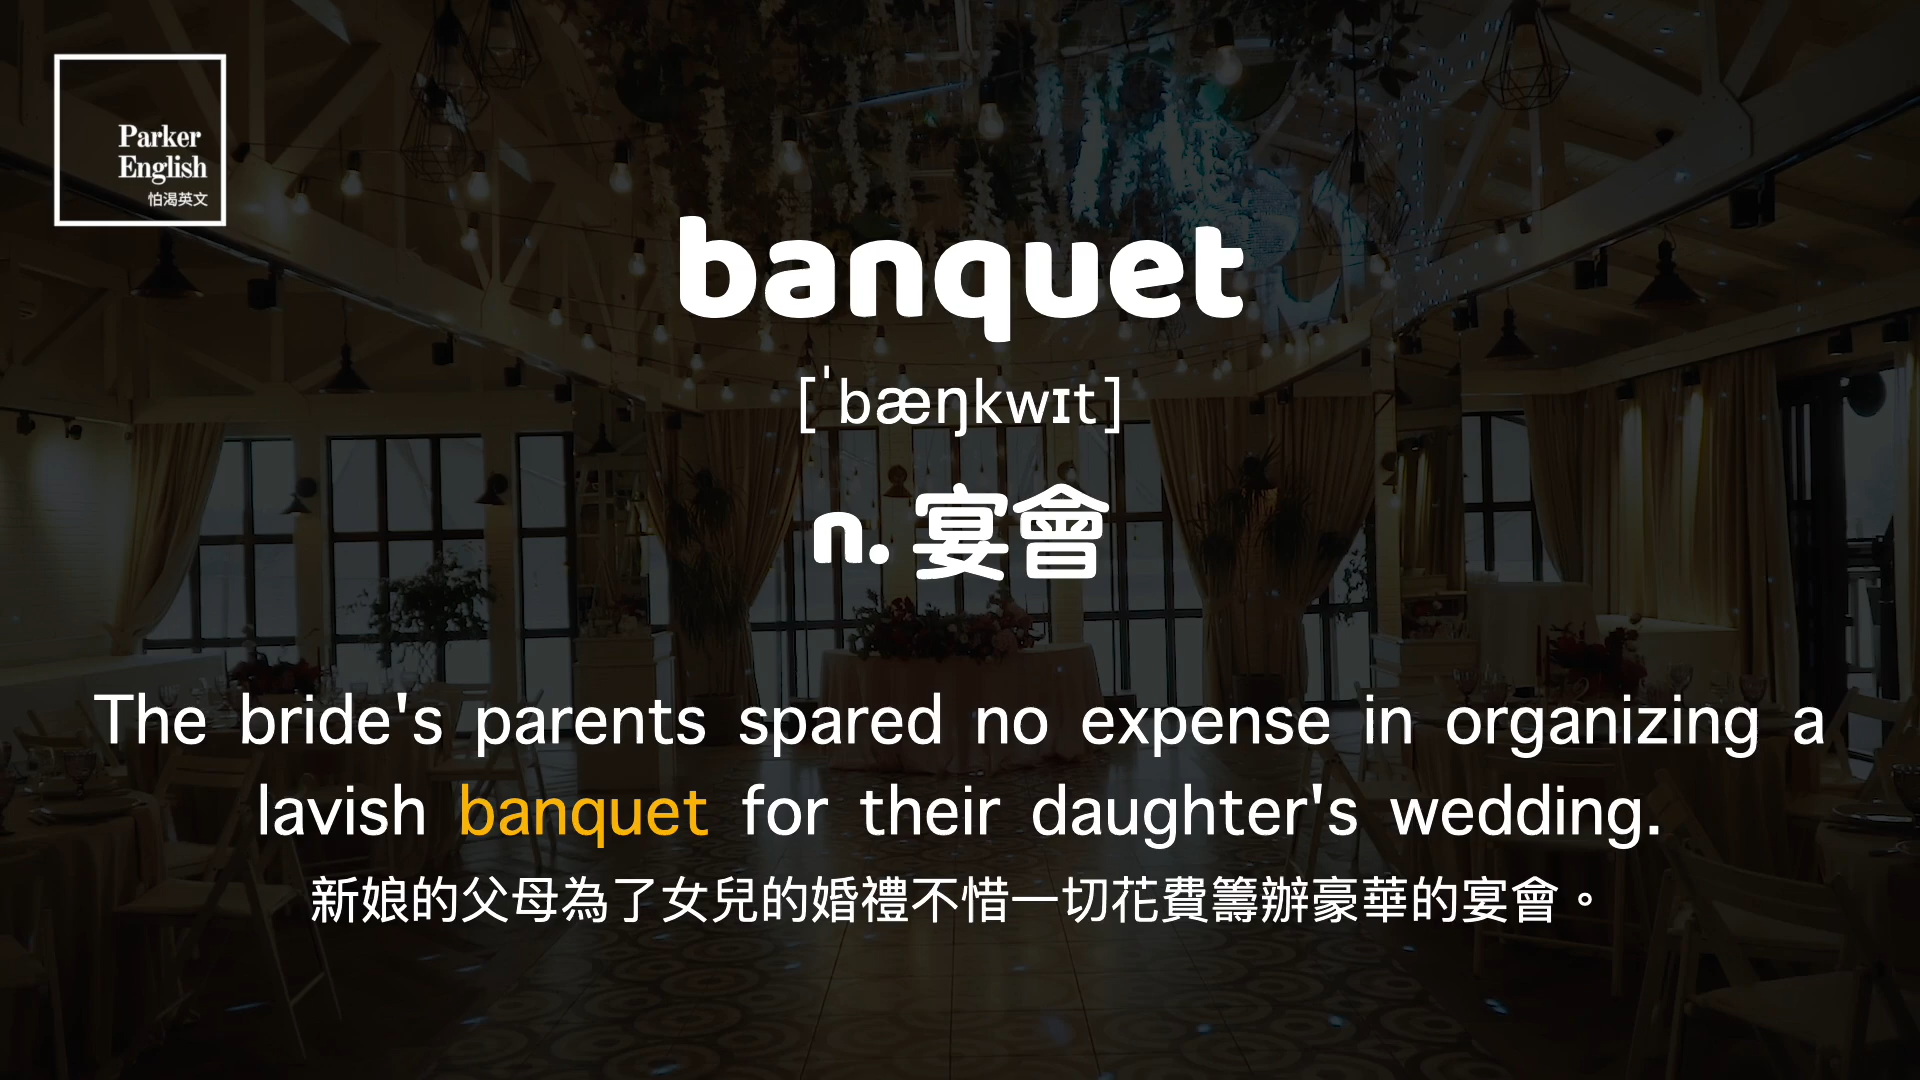 Parker
English
怕渴英文
banquet
[ˈbæŋkwɪt]
n. 宴會
The bride's parents spared no expense in organizing a
lavish banquet for their daughter's wedding.
新娘的父母為了女兒的婚禮不惜一切花費籌辦豪華的宴會。